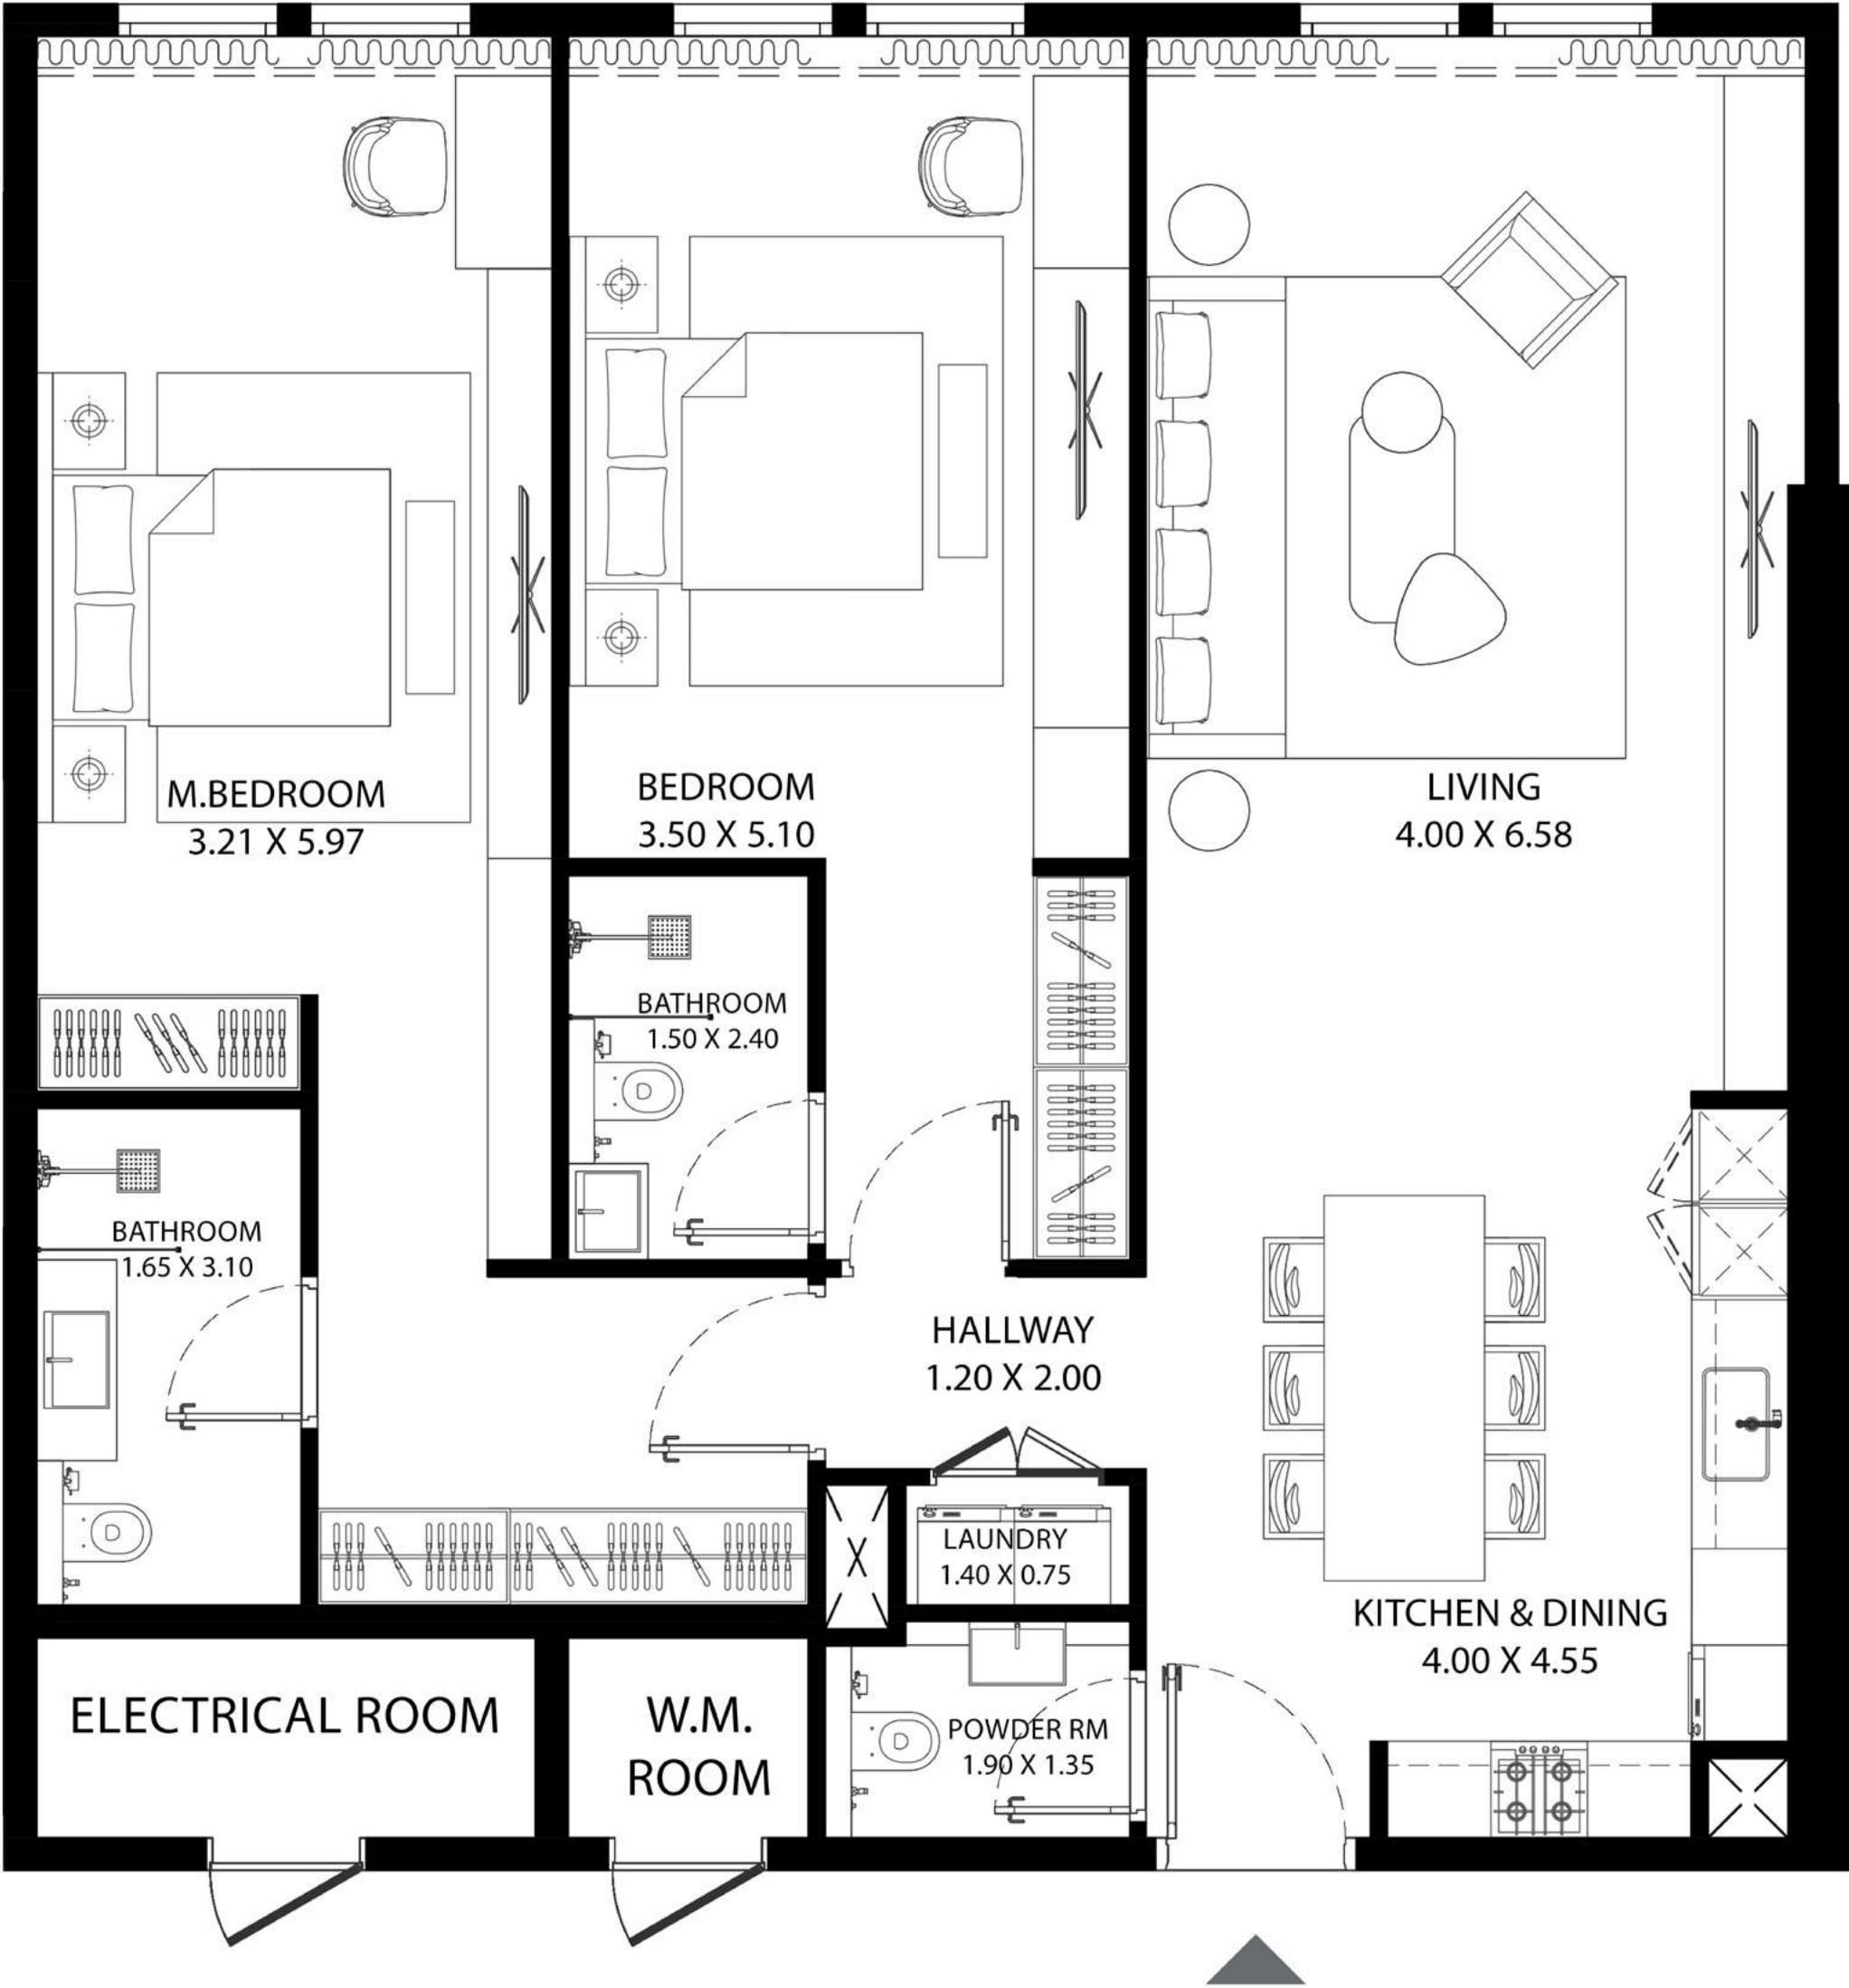 M.BEDROOM
3.21 X 5.97
BEDROOM
3.50 X 5.10
LIVING
4.00 X 6.58
BATHROOM
1.50 X 2.40
BATHROOM
1.65 X 3.10
HALLWAY
1.20 X 2.00
LAUNDRY
1.40 X 0.75
KITCHEN & DINING
4.00 X 4.55
ELECTRICAL ROOM
W.M.
ROOM
POWDER RM
1.90 X 1.35